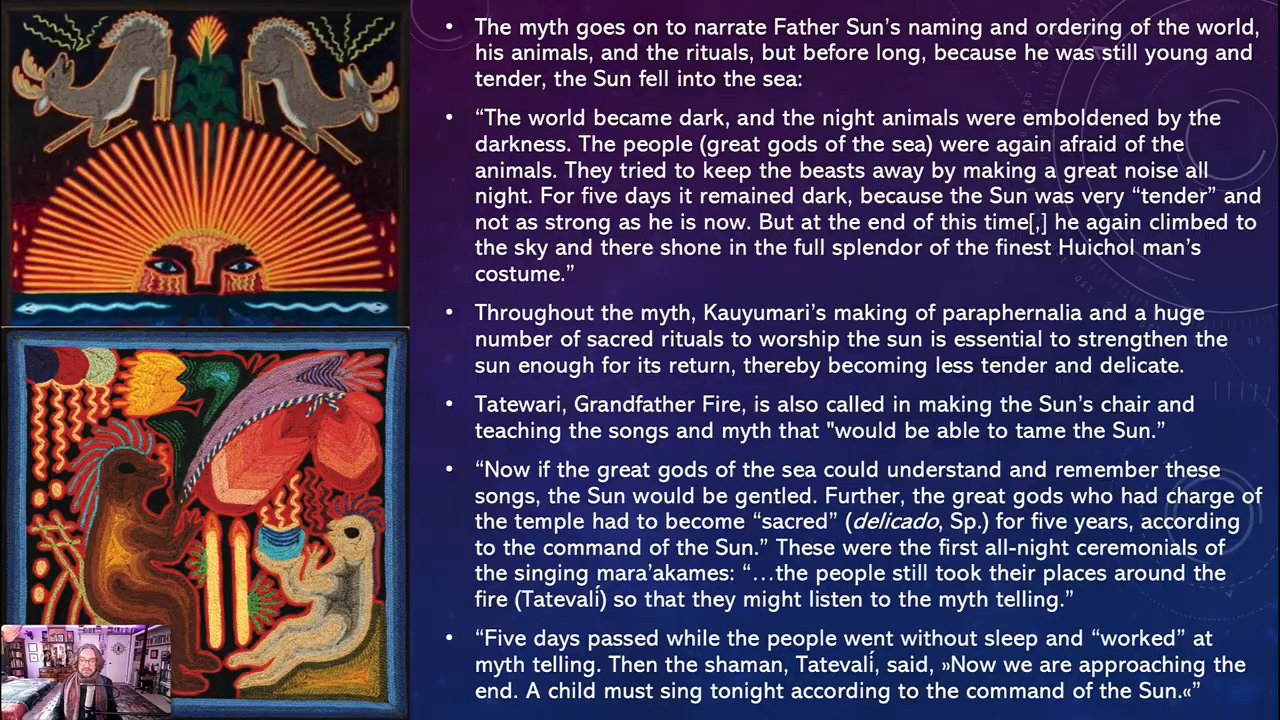 • The myth goes on to narrate Father Sun’s naming and ordering of the world,
his animals, and the rituals, but before long, because he was still young and
tender, the Sun fell into the sea:
• “The world became dark, and the night animals were emboldened by the
darkness. The people (great gods of the sea) were again afraid of the
animals. They tried to keep the beasts away by making a great noise all
night. For five days it remained dark, because the Sun was very “tender” and
not as strong as he is now. But at the end of this time[,] he again climbed to
the sky and there shone in the full splendor of the finest Huichol man’s
costume.”
• Throughout the myth, Kauyumari’s making of paraphernalia and a huge
number of sacred rituals to worship the sun is essential to strengthen the
sun enough for its return, thereby becoming less tender and delicate.
• Tatewari, Grandfather Fire, is also called in making the Sun’s chair and
teaching the songs and myth that "would be able to tame the Sun.”
• “Now if the great gods of the sea could understand and remember these
songs, the Sun would be gentled. Further, the great gods who had charge of
the temple had to become “sacred” (delicado, Sp.) for five years, according
to the command of the Sun.” These were the first all-night ceremonials of
the singing mara’akames: “…the people still took their places around the
fire (Tatevalí) so that they might listen to the myth telling.”
• “Five days passed while the people went without sleep and “worked” at
myth telling. Then the shaman, Tatevalí, said, »Now we are approaching the
end. A child must sing tonight according to the command of the Sun.«”